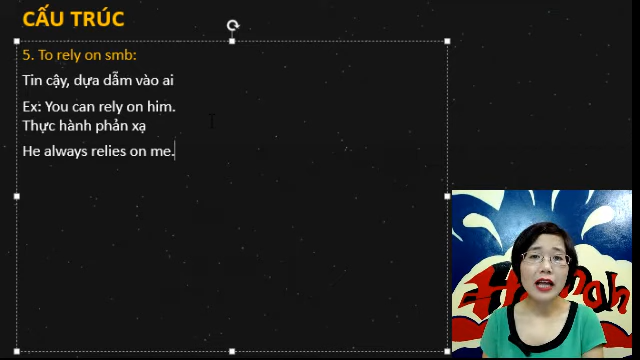 CẤU TRÚC
5. To rely on smb:
Tin cậy, dựa dẫm vào ai
Ex: You can rely on him.
Thực hành phản xạ
He always relies on me.